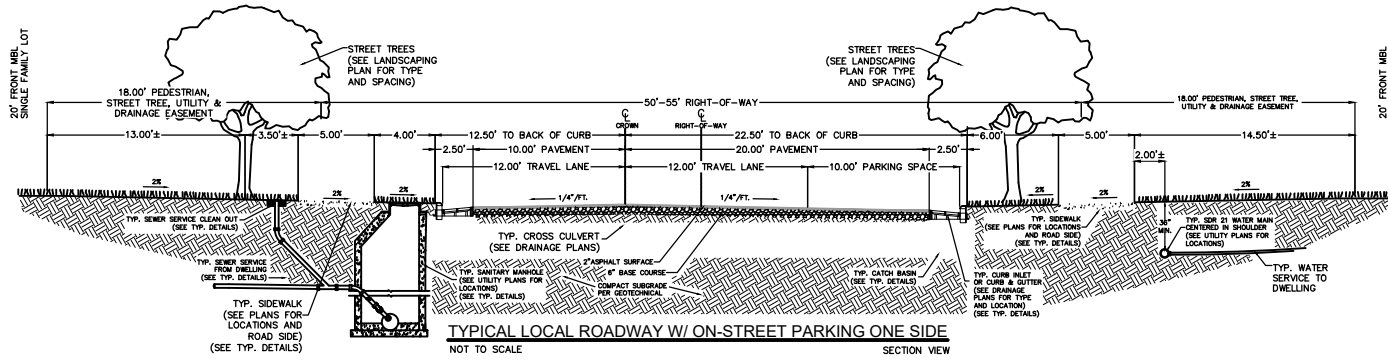 20' FRONT MBL
SINGLE FAMILY LOT
STREET TREES
(SEE LANDSCAPING
PLAN FOR TYPE
AND SPACING)
STREET TREES
(SEE LANDSCAPING
PLAN FOR TYPE
AND SPACING)
20' FRONT MBL
18.00' PEDESTRIAN,
STREET TREE, UTILITY &
DRAINAGE EASEMENT
50'-55' RIGHT-OF-WAY
18.00' PEDESTRIAN, STREET TREE,
UTILITY & DRAINAGE EASEMENT
CROWN
RIGHT-OF-WAY
13.00'±
3.50'±
5.00'
4.00'
12.50' TO BACK OF CURB
22.50' TO BACK OF CURB
6.00'
5.00'
14.50'±
2.50'
10.00' PAVEMENT
20.00' PAVEMENT
2.50'
2.00'±
12.00' TRAVEL LANE
12.00' TRAVEL LANE
10.00' PARKING SPACE
2%
2%
2%
1/4"/FT.
1/4"/FT.
2%
2%
2%
TYP. SEWER SERVICE CLEAN OUT
(SEE TYP. DETAILS)
TYP. SEWER SERVICE
FROM DWELLING
(SEE TYP. DETAILS)
TYP. SIDEWALK
(SEE PLANS FOR
LOCATIONS AND
ROAD SIDE)
(SEE TYP. DETAILS)
TYP. SANITARY MANHOLE
(SEE UTILITY PLANS FOR
LOCATIONS)
(SEE TYP. DETAILS)
TYP. CROSS CULVERT
(SEE DRAINAGE PLANS)
2"ASPHALT SURFACE
6" BASE COURSE
COMPACT SUBGRADE
PER GEOTECHNICAL
TYP. CATCH BASIN
(SEE TYP. DETAILS)
TYP. CURB INLET
OR CURB & GUTTER
(SEE DRAINAGE
PLANS FOR TYPE
AND LOCATION)
(SEE TYP. DETAILS)
TYP. SIDEWALK
(SEE PLANS FOR LOCATIONS
AND ROAD SIDE)
(SEE TYP. DETAILS)
36"
MIN.
TYP. SDR 21 WATER MAIN
CENTERED IN SHOULDER
(SEE UTILITY PLANS FOR
LOCATIONS)
TYP. WATER
SERVICE TO
DWELLING
TYPICAL LOCAL ROADWAY W/ ON-STREET PARKING ONE SIDE
NOT TO SCALE
SECTION VIEW